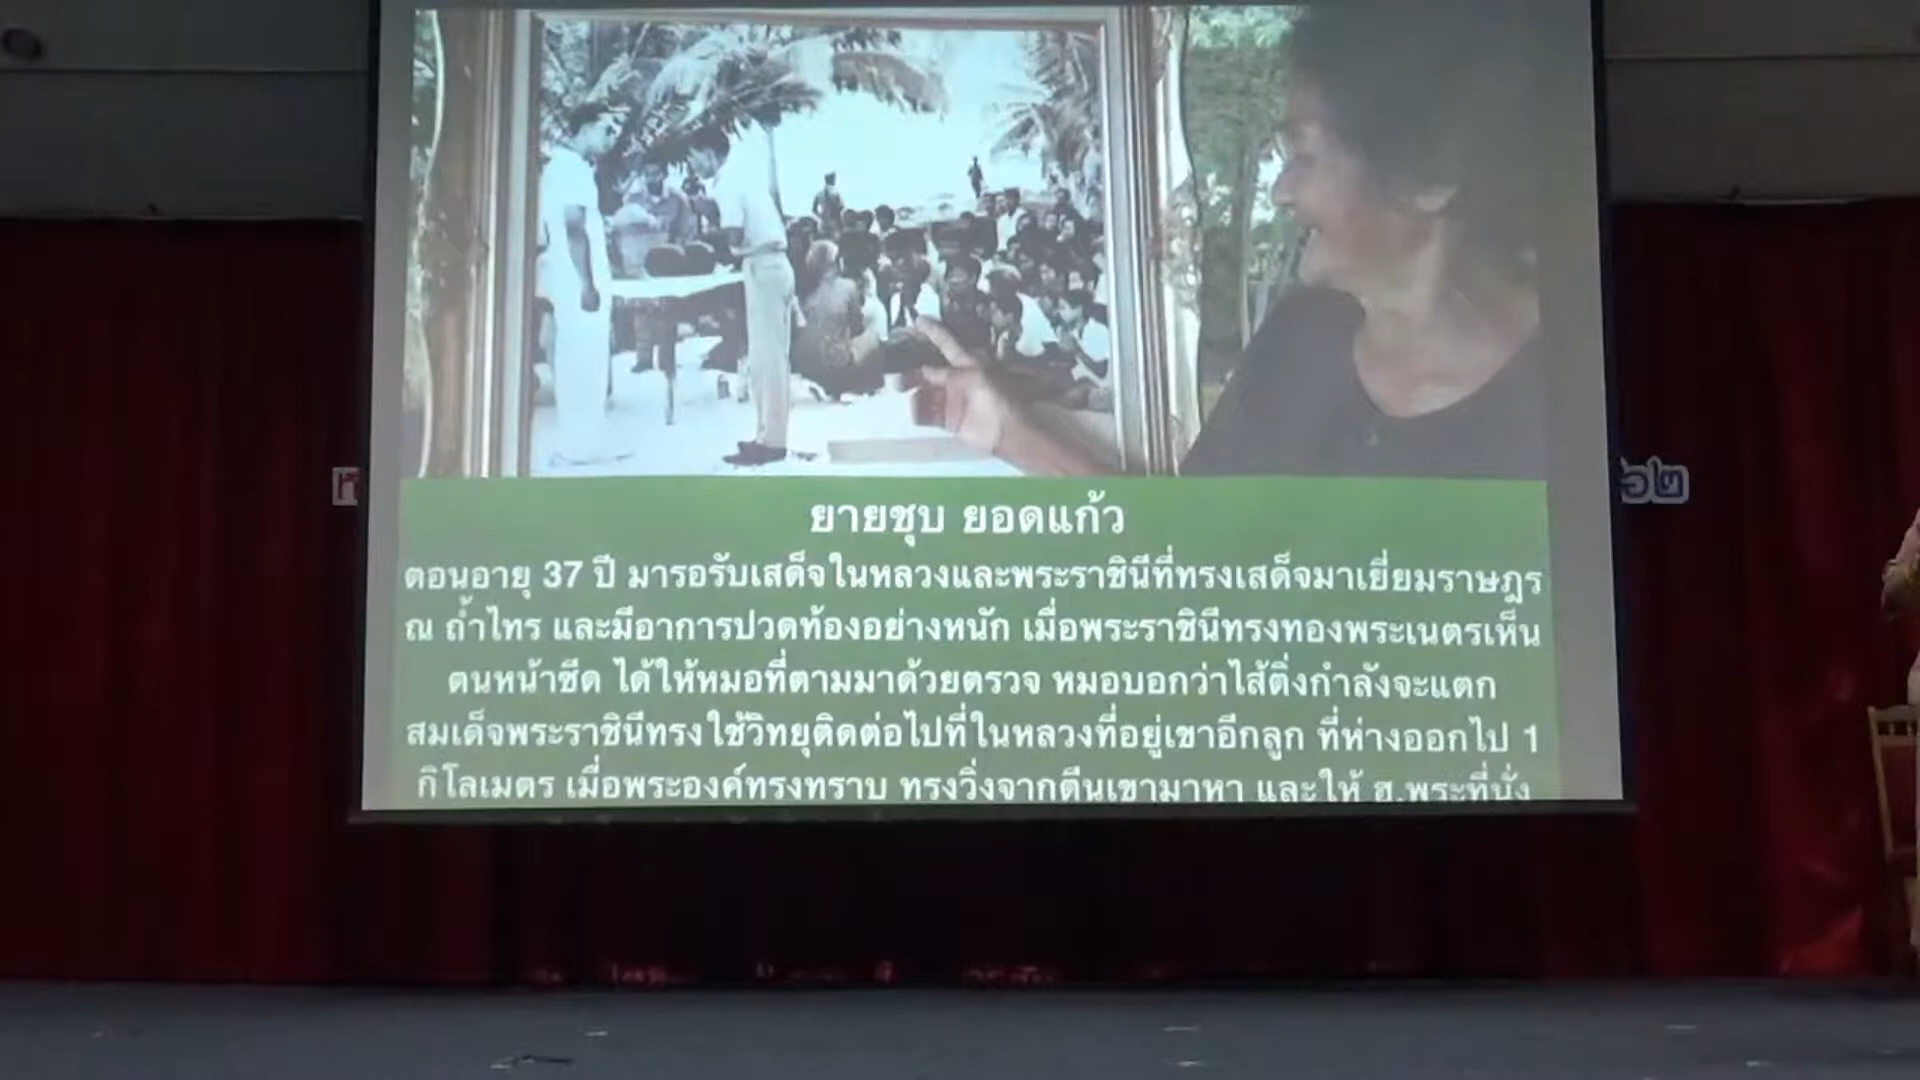 ยายชุบ ยอดแก้ว
ตอนอายุ 37 ปี มารอรับเสด็จในหลวงและพระราชินีที่ทรงเสด็จมาเยี่ยมราษฎร
ณ ถ้ำไทร และมีอาการปวดท้องอย่างหนัก เมื่อพระราชินีทรงทองพระเนตรเห็น
ตนหน้าซีด ได้ให้หมอที่ตามมาด้วยตรวจ หมอบอกว่าไส้ติ่งกำลังจะแตก
สมเด็จพระราชินีทรงใช้วิทยุติดต่อไปที่ในหลวงที่อยู่เขาอีกลูก ที่ห่างออกไป 1
กิโลเมตร เมื่อพระองค์ทรงทราบ ทรงวิ่งจากตีนเขามาหา และให้ ฮ.พระที่นั่ง
๖๒